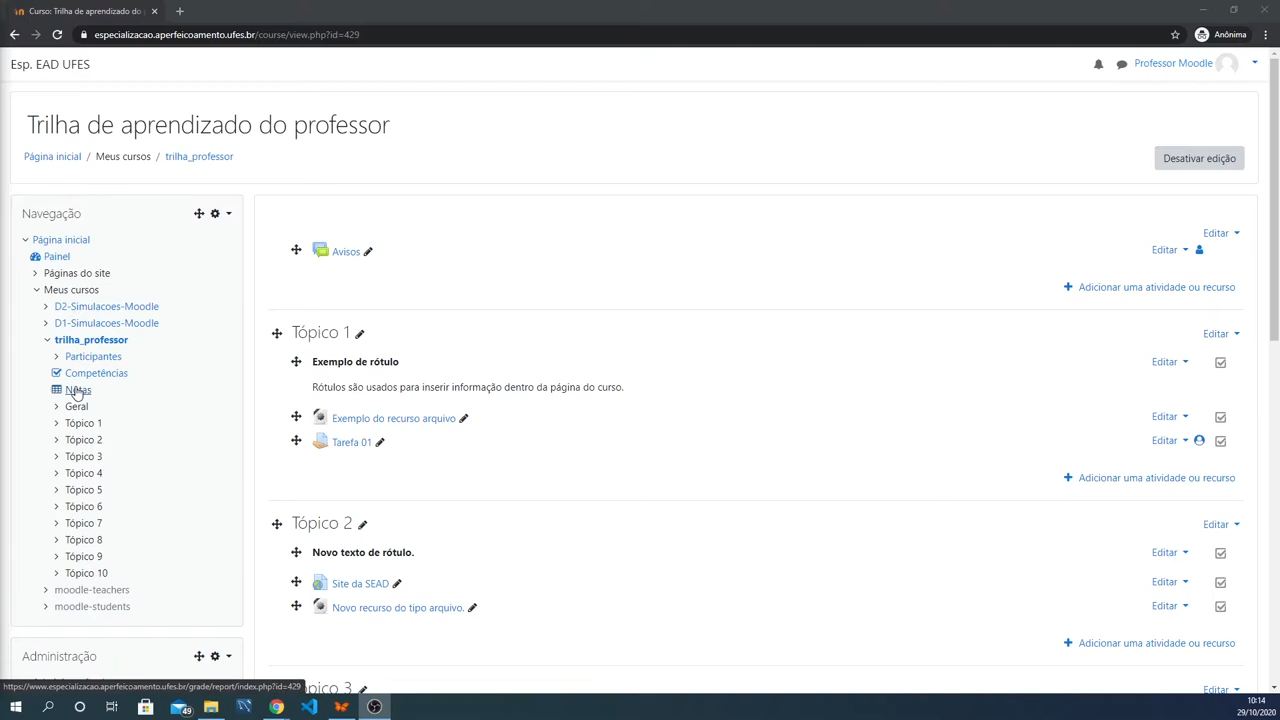 Curso: Trilha de aprendizado do p
especializacao.aperfeicoamento.ufes.br/course/view.php?id=429
Anônima
Esp. EAD UFES
Professor Moodle
Trilha de aprendizado do professor
Página inicial / Meus cursos / trilha_professor
Desativar edição
Navegação
Página inicial
Painel
Páginas do site
Meus cursos
D2-Simulacoes-Moodle
D1-Simulacoes-Moodle
trilha_professor
Participantes
Competências
Notas
Geral
Tópico 1
Tópico 2
Tópico 3
Tópico 4
Tópico 5
Tópico 6
Tópico 7
Tópico 8
Tópico 9
Tópico 10
moodle-teachers
moodle-students
Administração
Editar
Avisos
Editar
Adicionar uma atividade ou recurso
Tópico 1
Editar
Exemplo de rótulo
Editar
Rótulos são usados para inserir informação dentro da página do curso.
Exemplo do recurso arquivo
Editar
Tarefa 01
Editar
Adicionar uma atividade ou recurso
Tópico 2
Editar
Novo texto de rótulo.
Editar
Site da SEAD
Editar
Novo recurso do tipo arquivo.
Editar
Adicionar uma atividade ou recurso
ópico 3
Editar
https://www.especializacao.aperfeicoamento.ufes.br/grade/report/index.php?id=429
49
10:14
29/10/2020